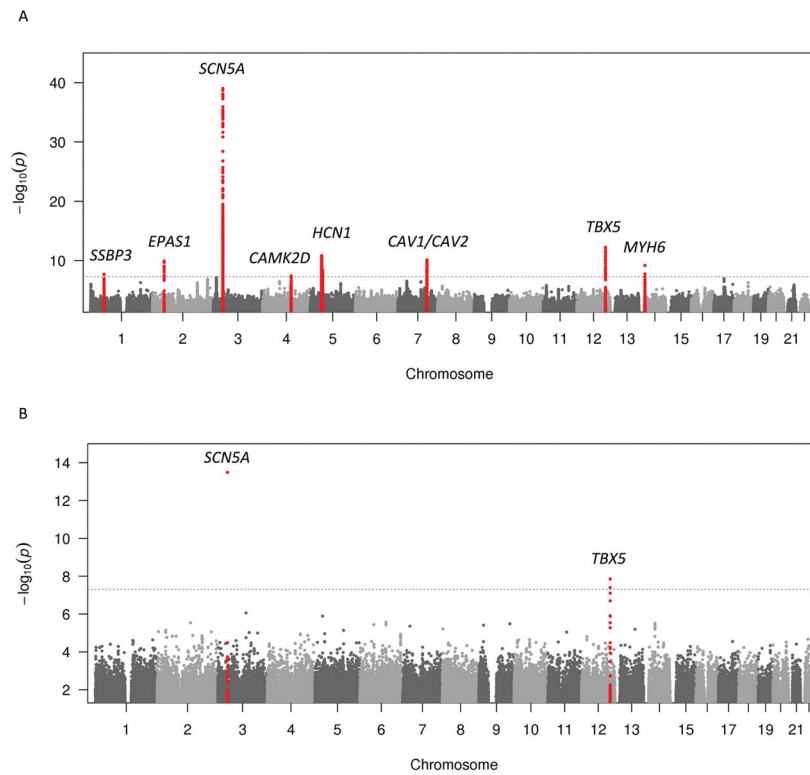 A
SCN5A
40
30
20
10
−log10(p)
SSBP3
EPAS1
CAMK2D
HCN1
CAV1/CAV2
TBX5
MYH6
1 2 3 4 5 6 7 8 9 10 11 12 13 15 17 19 21
Chromosome
B
SCN5A
14
12
10
8
6
4
2
−log10(p)
TBX5
1 2 3 4 5 6 7 8 9 10 11 12 13 15 17 19 21
Chromosome